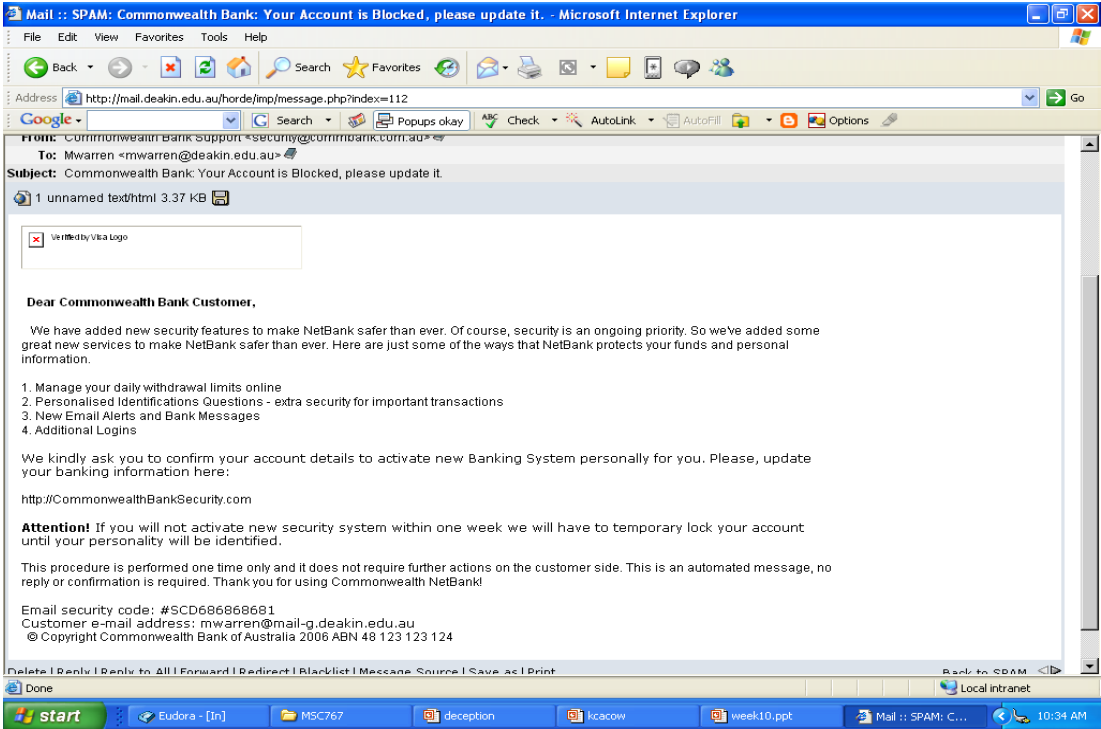 Mail :: SPAM: Commonwealth Bank: Your Account is Blocked, please update it. - Microsoft Internet Explorer
File Edit View Favorites Tools Help
Back Search Favorites
Address http://mail.deakin.edu.au/horde/imp/message.php?index=112 Go
Google Search Popups okay ABC Check AutoLink AutoFill Options
From: Commonwealth Bank Support <security@commbank.com.au>
To: Mwarren <mwarren@deakin.edu.au>
Subject: Commonwealth Bank: Your Account is Blocked, please update it.
1 unnamed text/html 3.37 KB
Verified by Visa Logo
Dear Commonwealth Bank Customer,
We have added new security features to make NetBank safer than ever. Of course, security is an ongoing priority. So we've added some
great new services to make NetBank safer than ever. Here are just some of the ways that NetBank protects your funds and personal
information.
1. Manage your daily withdrawal limits online
2. Personalised Identifications Questions - extra security for important transactions
3. New Email Alerts and Bank Messages
4. Additional Logins
We kindly ask you to confirm your account details to activate new Banking System personally for you. Please, update
your banking information here:
http://CommonwealthBankSecurity.com
Attention! If you will not activate new security system within one week we will have to temporary lock your account
until your personality will be identified.
This procedure is performed one time only and it does not require further actions on the customer side. This is an automated message, no
reply or confirmation is required. Thank you for using Commonwealth NetBank!
Email security code: #SCD686868681
Customer e-mail address: mwarren@mail-g.deakin.edu.au
© Copyright Commonwealth Bank of Australia 2006 ABN 48 123 123 124
Delete | Reply | Reply to All | Forward | Redirect | Blacklist | Message Source | Save as | Print Back to SPAM
Done Local intranet
start Eudora - [In] MSC767 deception kcacow week10.ppt Mail :: SPAM: C... 10:34 AM